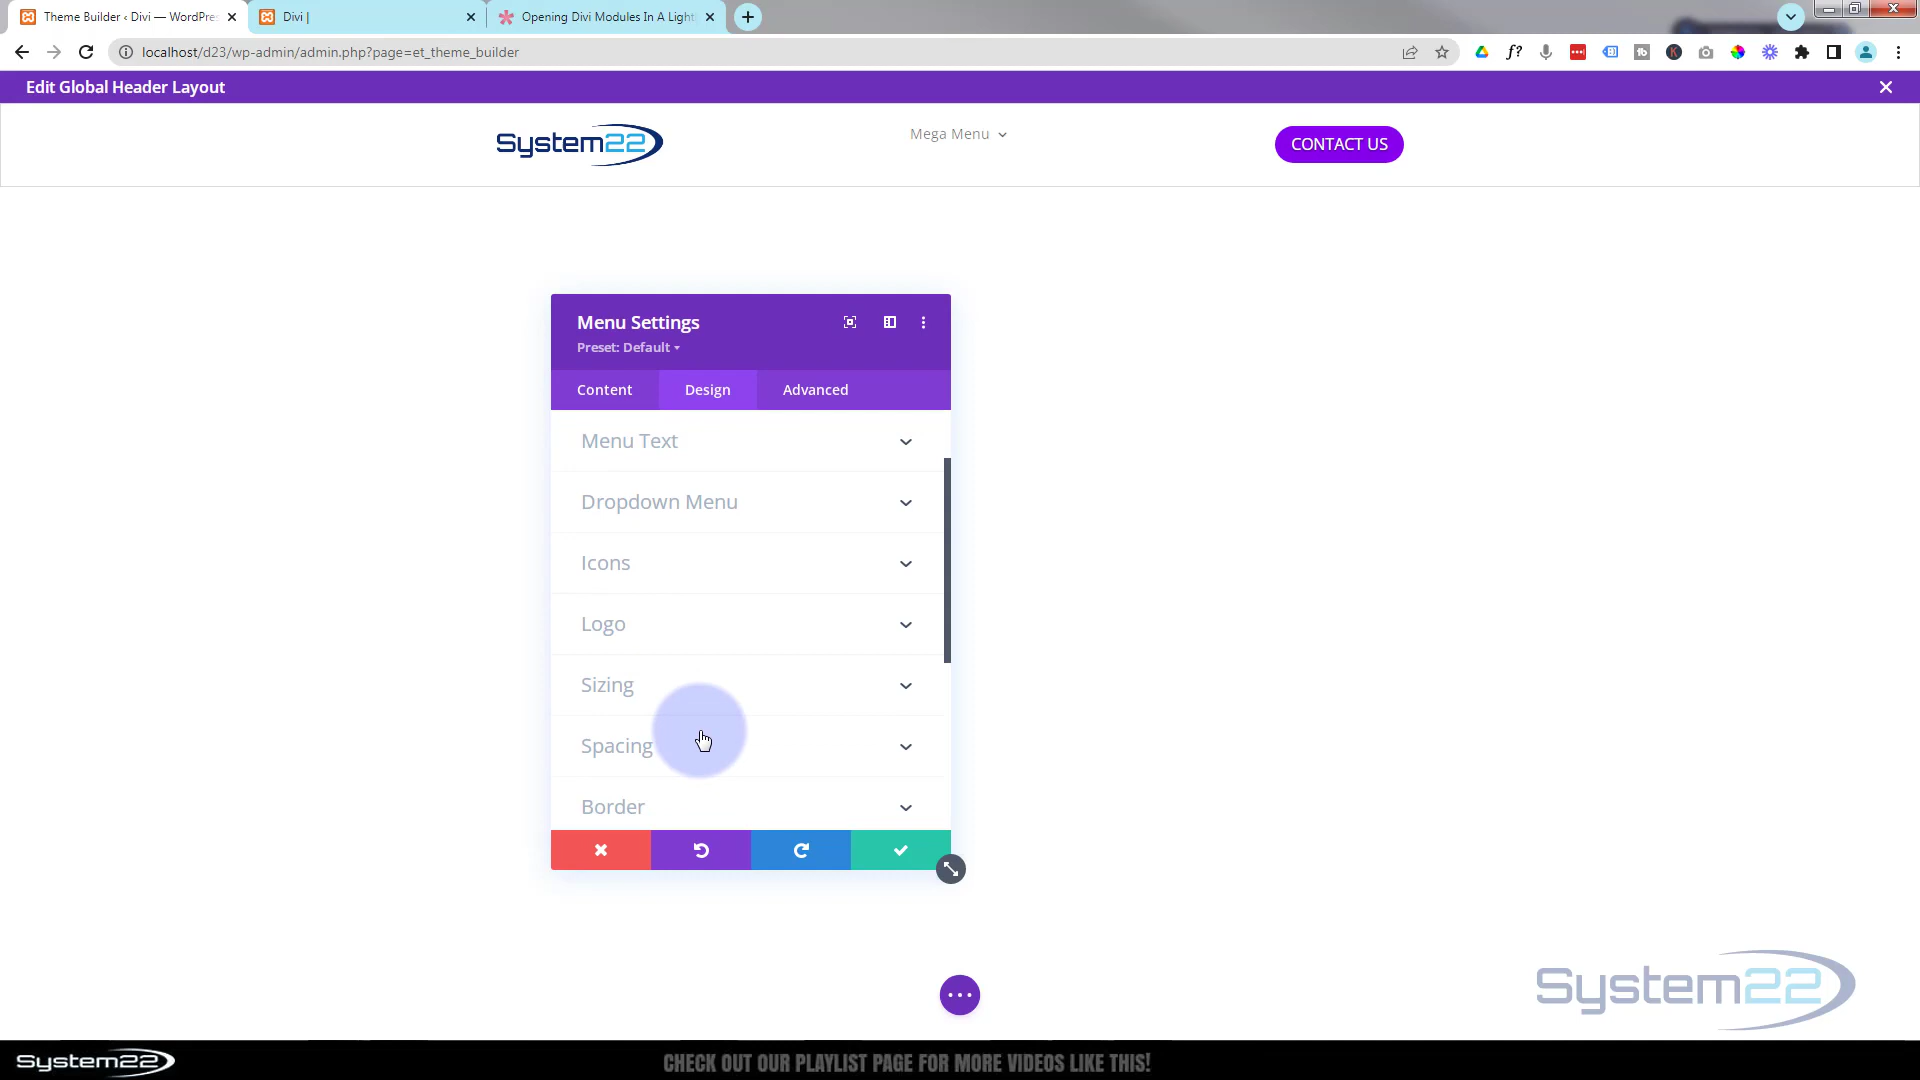 Theme Builder ‹ Divi — WordPres
Divi |
Opening Divi Modules In A Light
localhost/d23/wp-admin/admin.php?page=et_theme_builder
Edit Global Header Layout
System22
Mega Menu
CONTACT US
Menu Settings
Preset: Default
Content
Design
Advanced
Menu Text
Dropdown Menu
Icons
Logo
Sizing
Spacing
Border
System22
System22
CHECK OUT OUR PLAYLIST PAGE FOR MORE VIDEOS LIKE THIS!